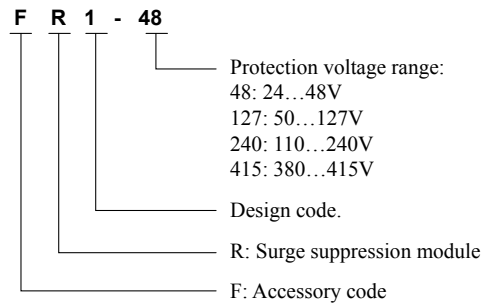 F R 1 - 48
Protection voltage range:
48: 24…48V
127: 50…127V
240: 110…240V
415: 380…415V
Design code.
R: Surge suppression module
F: Accessory code